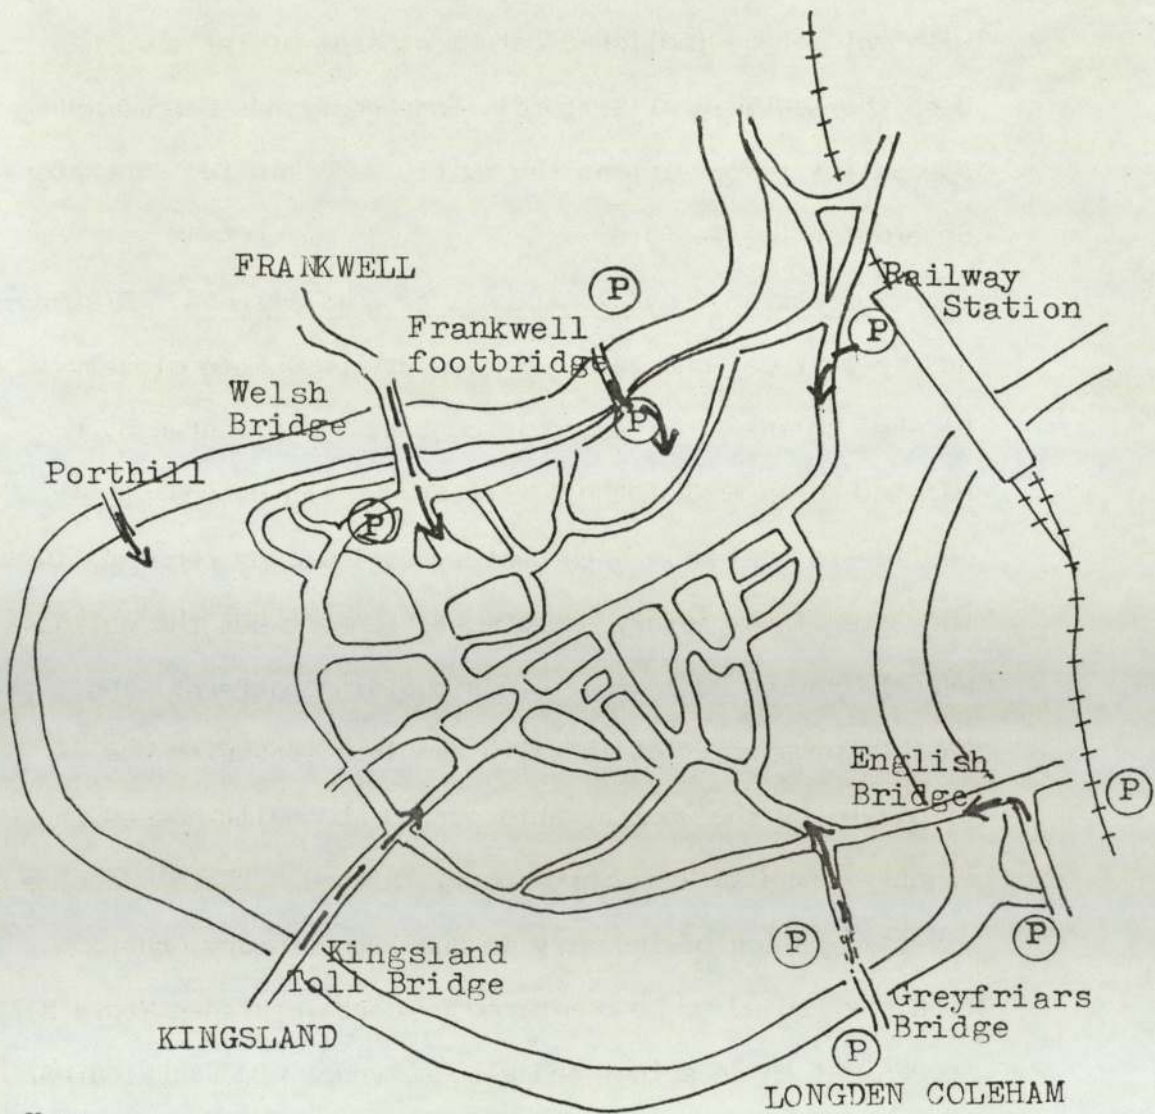 FRANKWELL
P
Railway
Station
Frankwell
footbridge
P
Welsh
Bridge
P
Porthill
P
English
Bridge
P
P
P
Kingsland
Toll Bridge
Greyfriars
Bridge
KINGSLAND
P
LONGDEN COLEHAM